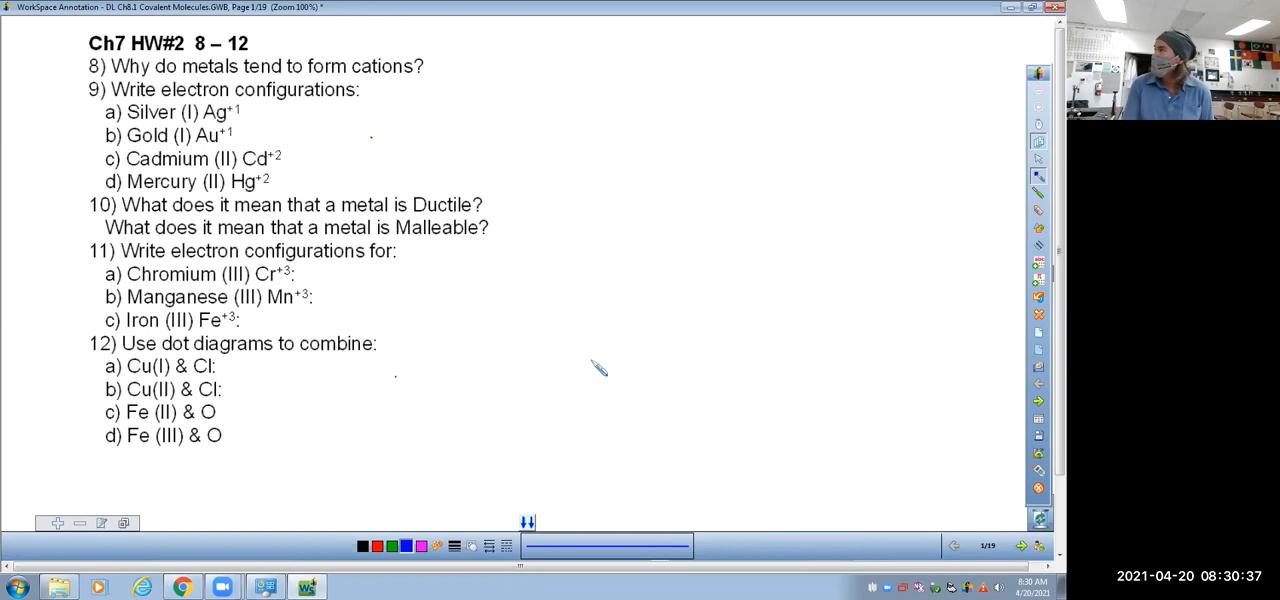 WorkSpace Annotation - DL Ch8.1 Covalent Molecules.GWB, Page 1/19 (Zoom 100%) *
Ch7 HW#2 8 – 12
8) Why do metals tend to form cations?
9) Write electron configurations:
a) Silver (I) Ag+1
b) Gold (I) Au+1
c) Cadmium (II) Cd+2
d) Mercury (II) Hg+2
10) What does it mean that a metal is Ductile?
What does it mean that a metal is Malleable?
11) Write electron configurations for:
a) Chromium (III) Cr+3:
b) Manganese (III) Mn+3:
c) Iron (III) Fe+3:
12) Use dot diagrams to combine:
a) Cu(I) & Cl:
b) Cu(II) & Cl:
c) Fe (II) & O
d) Fe (III) & O
1/19
8:30 AM
4/20/2021
2021-04-20 08:30:37